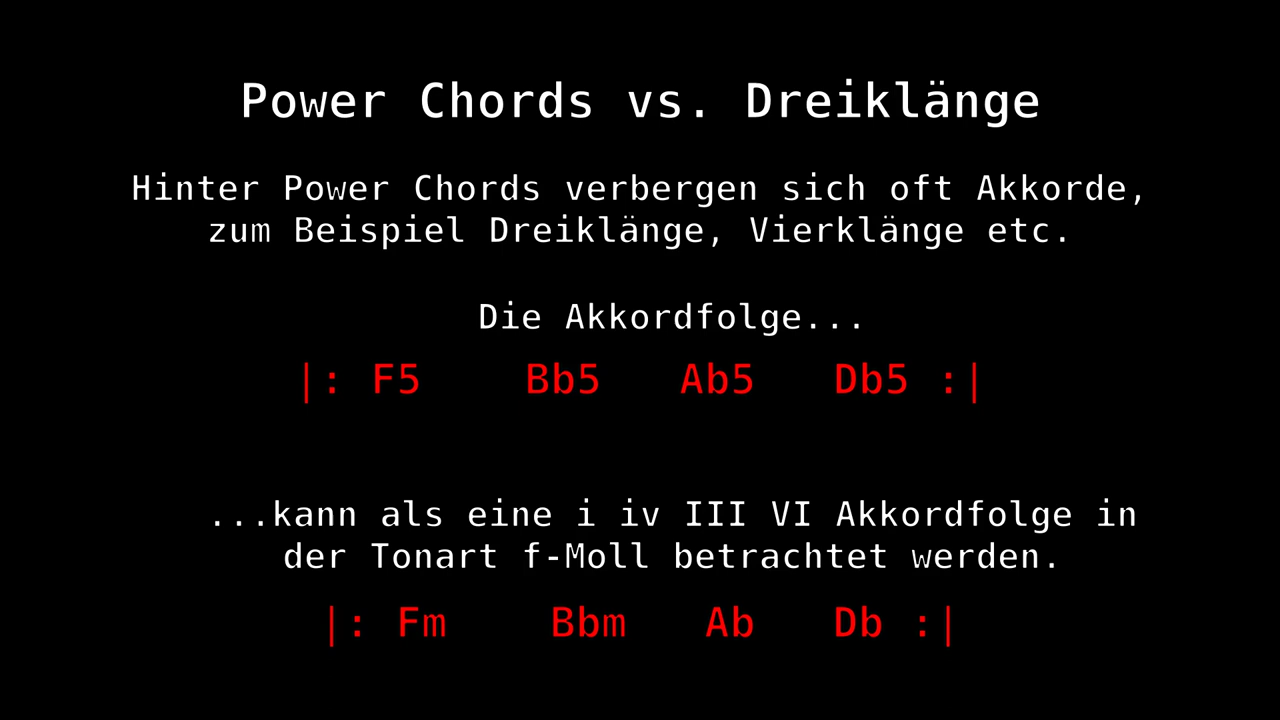 Power Chords vs. Dreiklänge
Hinter Power Chords verbergen sich oft Akkorde,
zum Beispiel Dreiklänge, Vierklänge etc.
Die Akkordfolge...
|: F5 Bb5 Ab5 Db5 :|
...kann als eine i iv III VI Akkordfolge in
der Tonart f-Moll betrachtet werden.
|: Fm Bbm Ab Db :|